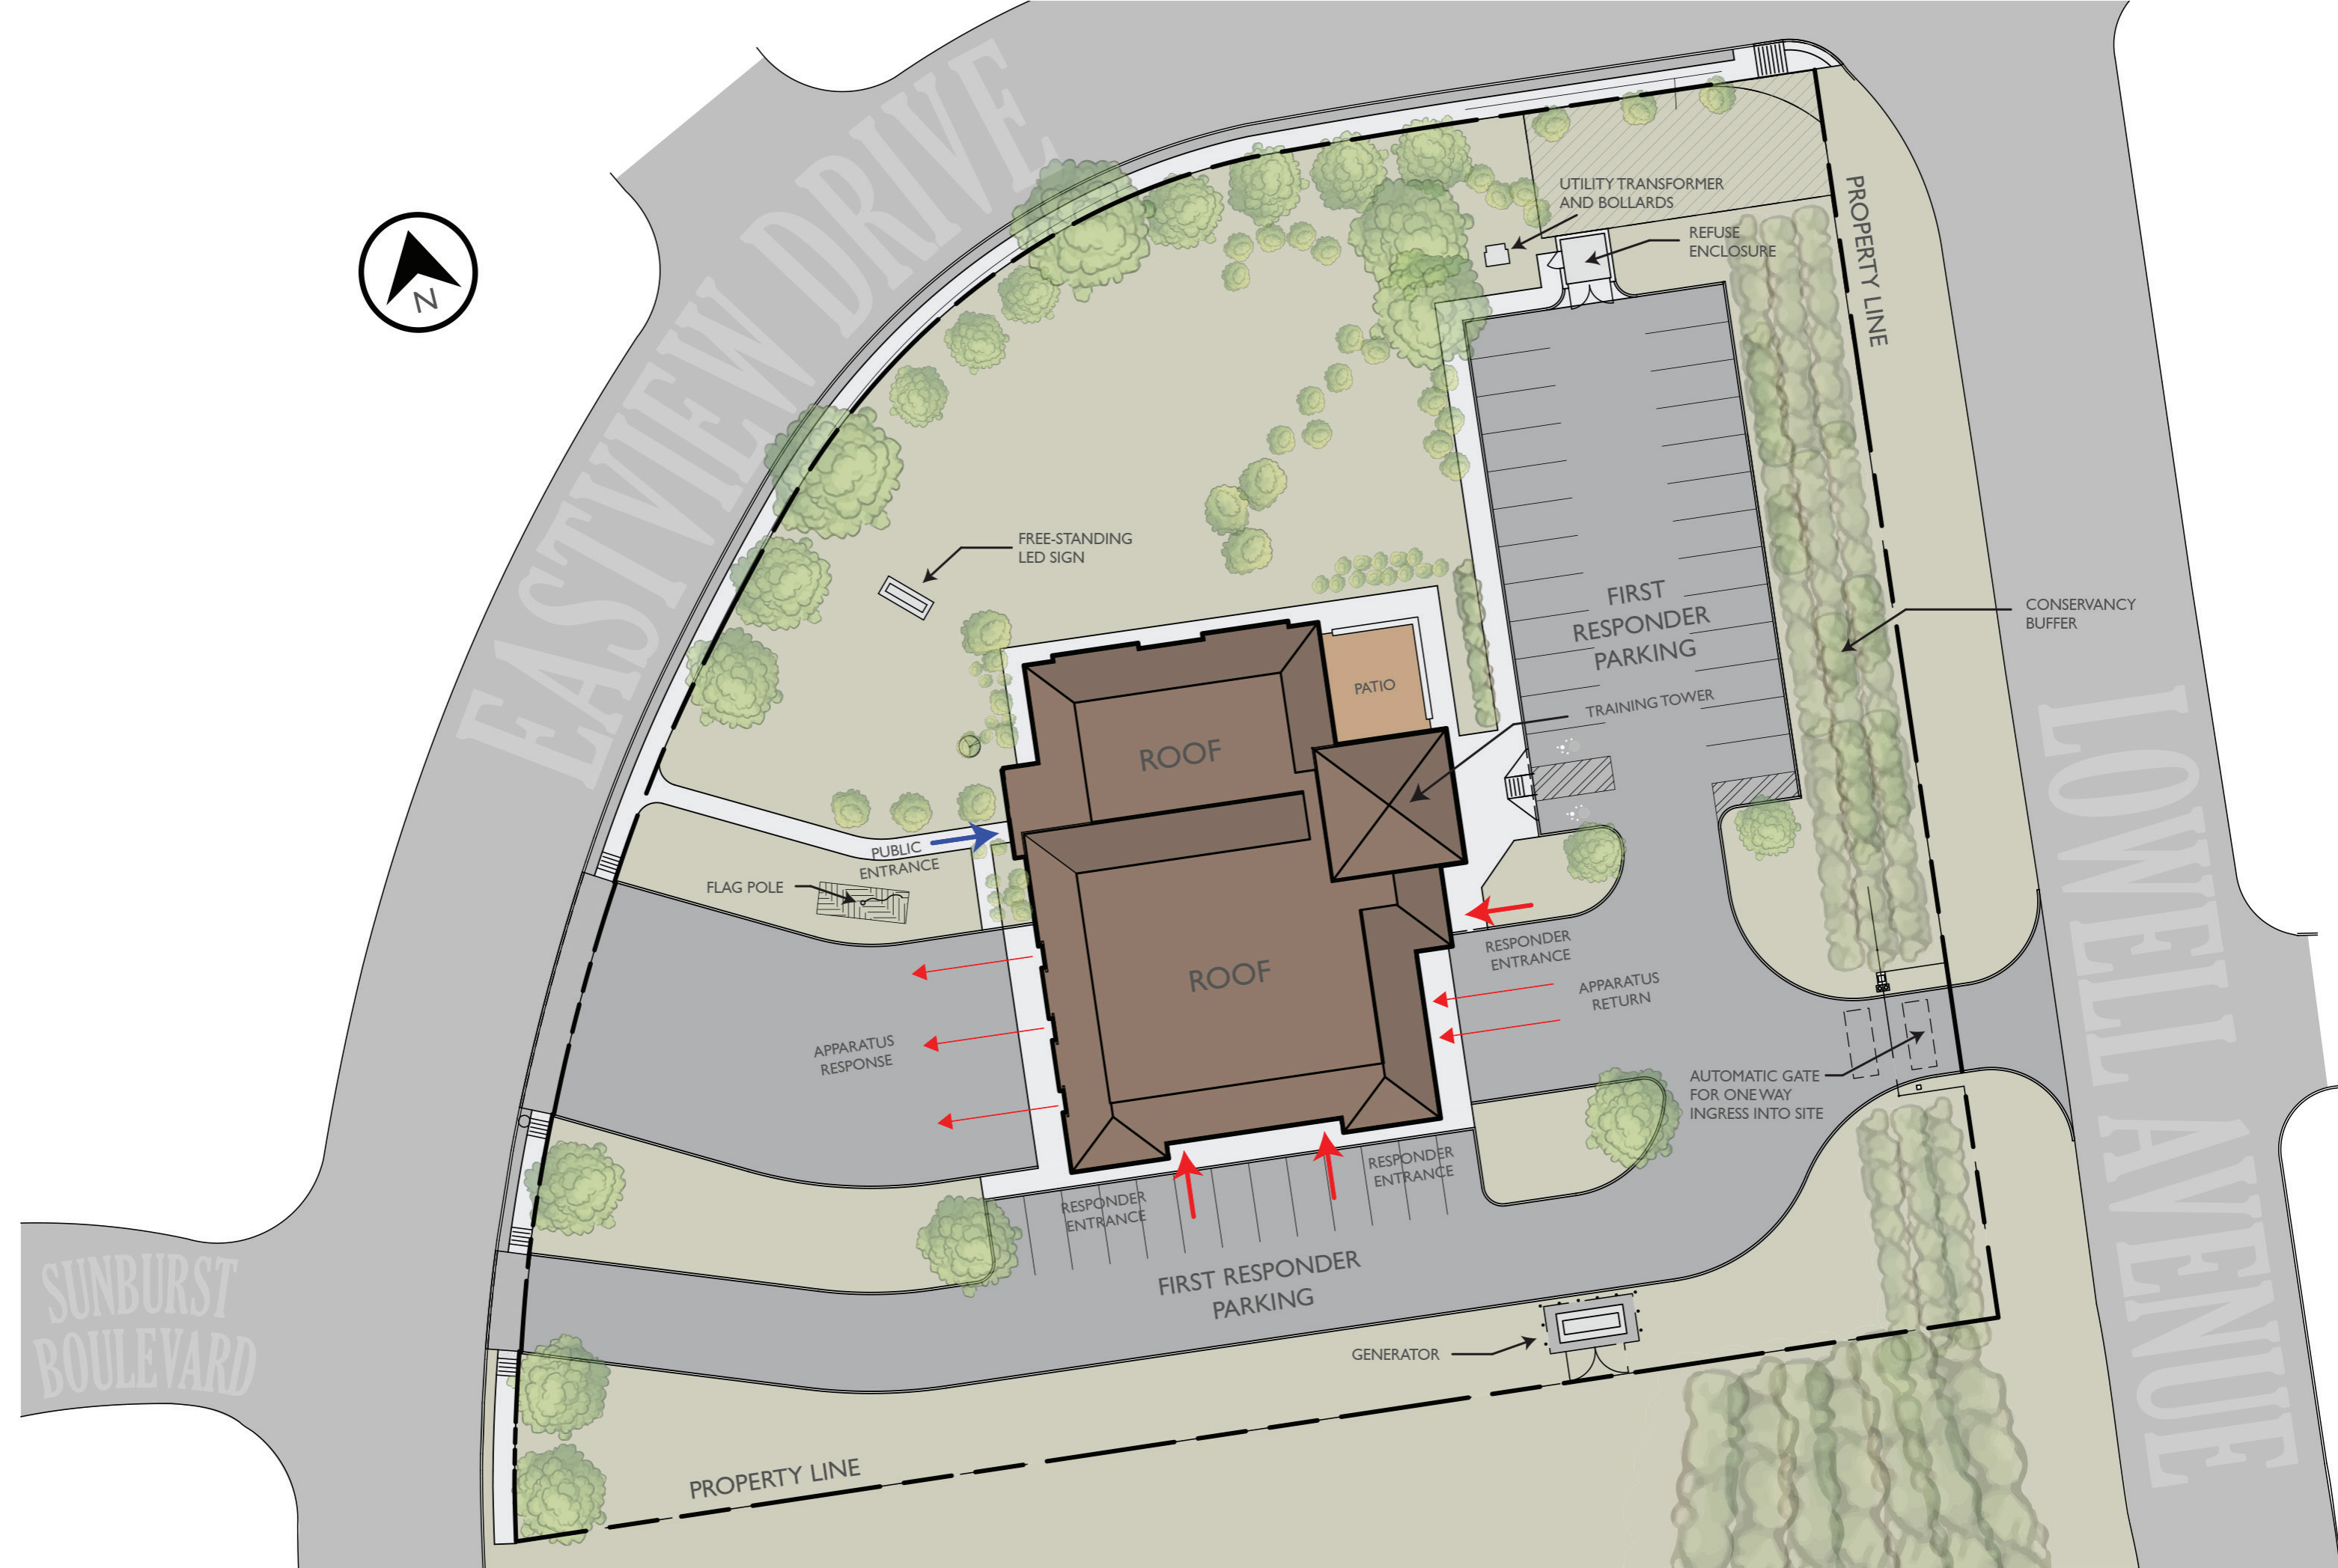 EASTVIEW DRIVE
N
UTILITY TRANSFORMER
AND BOLLARDS
REFUSE
ENCLOSURE
PROPERTY LINE
FREE-STANDING
LED SIGN
FIRST
RESPONDER
PARKING
CONSERVANCY
BUFFER
PATIO
TRAINING TOWER
ROOF
PUBLIC
ENTRANCE
FLAG POLE
ROOF
RESPONDER
ENTRANCE
APPARATUS
RETURN
APPARATUS
RESPONSE
AUTOMATIC GATE
FOR ONE WAY
INGRESS INTO SITE
LOWELL AVENUE
RESPONDER
ENTRANCE
RESPONDER
ENTRANCE
FIRST RESPONDER
PARKING
SUNBURST
BOULEVARD
GENERATOR
PROPERTY LINE